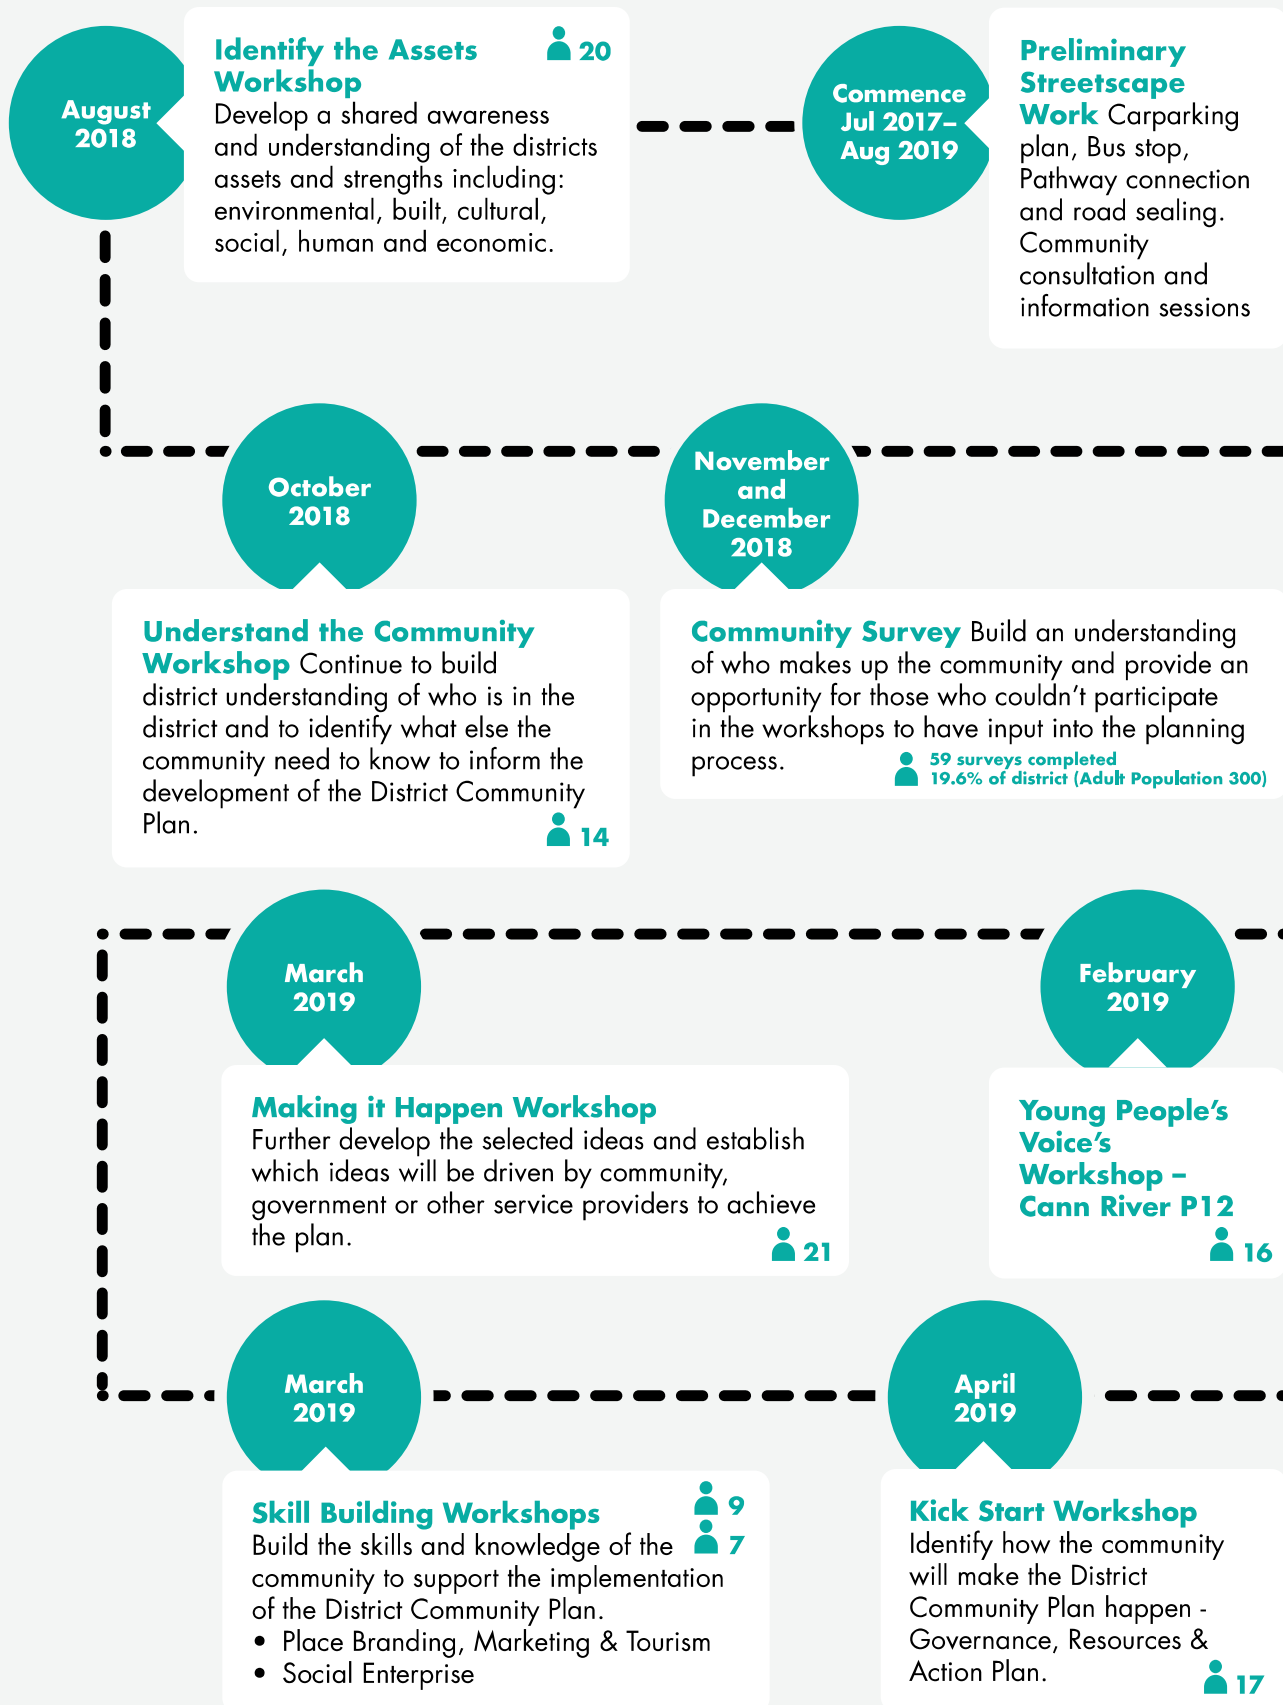 August
2018
Identify the Assets
Workshop
20
Develop a shared awareness
and understanding of the districts
assets and strengths including:
environmental, built, cultural,
social, human and economic.
Commence
Jul 2017–
Aug 2019
Preliminary
Streetscape
Work Carparking
plan, Bus stop,
Pathway connection
and road sealing.
Community
consultation and
information sessions
October
2018
Understand the Community
Workshop Continue to build
district understanding of who is in the
district and to identify what else the
community need to know to inform the
development of the District Community
Plan.
14
November
and
December
2018
Community Survey Build an understanding
of who makes up the community and provide an
opportunity for those who couldn’t participate
in the workshops to have input into the planning
process.
59 surveys completed
19.6% of district (Adult Population 300)
March
2019
Making it Happen Workshop
Further develop the selected ideas and establish
which ideas will be driven by community,
government or other service providers to achieve
the plan.
21
February
2019
Young People’s
Voice’s
Workshop –
Cann River P12
16
March
2019
Skill Building Workshops
9
7
Build the skills and knowledge of the
community to support the implementation
of the District Community Plan.
• Place Branding, Marketing & Tourism
• Social Enterprise
April
2019
Kick Start Workshop
Identify how the community
will make the District
Community Plan happen -
Governance, Resources &
Action Plan.
17